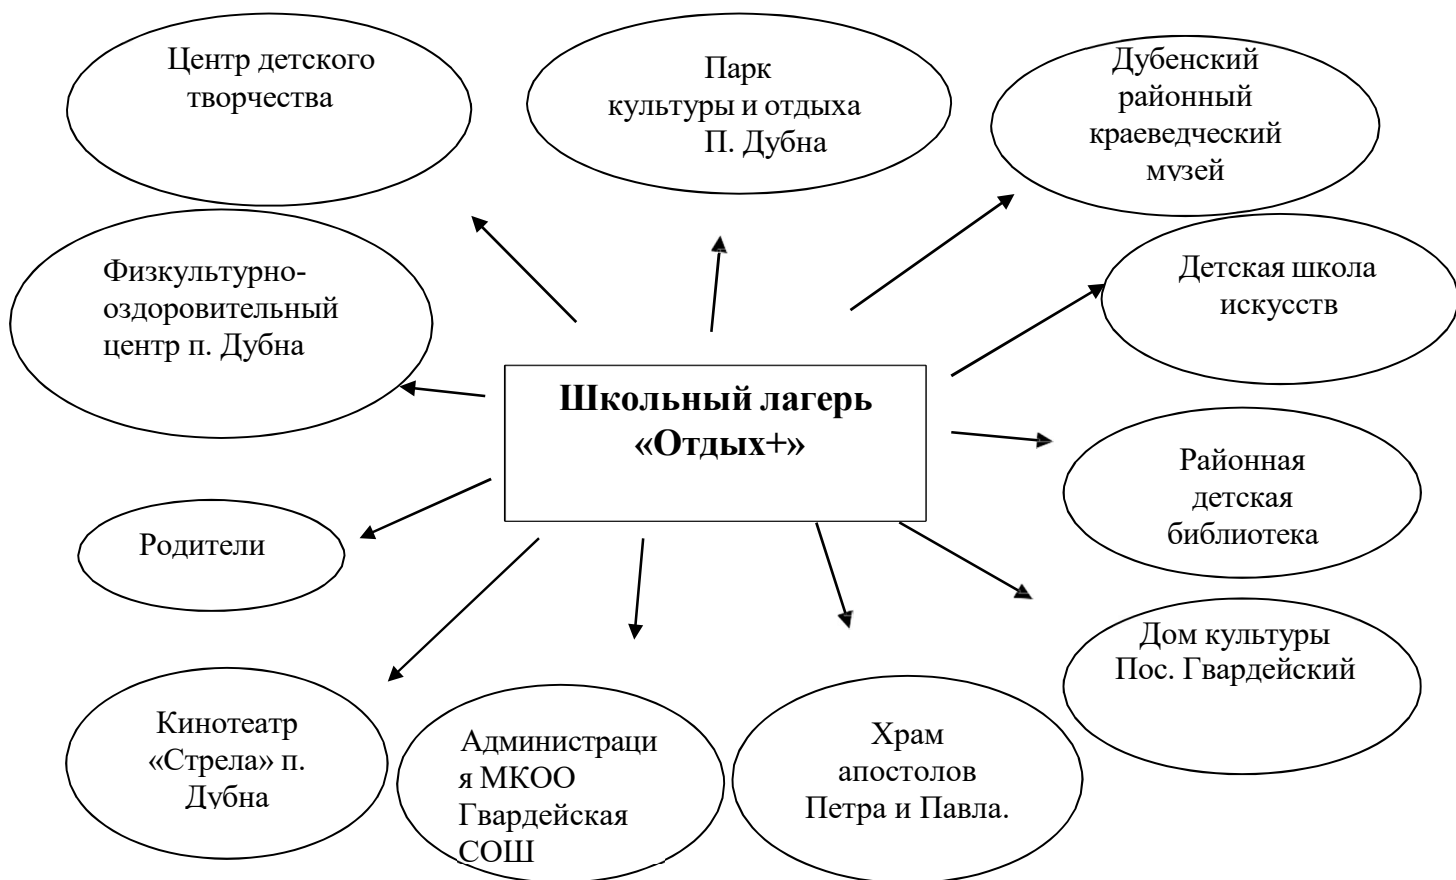 Центр детского
творчества
Парк
культуры и отдыха
П. Дубна
Дубенский
районный
краеведческий
музей
Физкультурно-
оздоровительный
центр п. Дубна
Детская школа
искусств
Школьный лагерь
«Отдых+»
Районная
детская
библиотека
Родители
Дом культуры
Пос. Гвардейский
Кинотеатр
«Стрела» п.
Дубна
Администраци
я МКОО
Гвардейская
СОШ
Храм
апостолов
Петра и Павла.